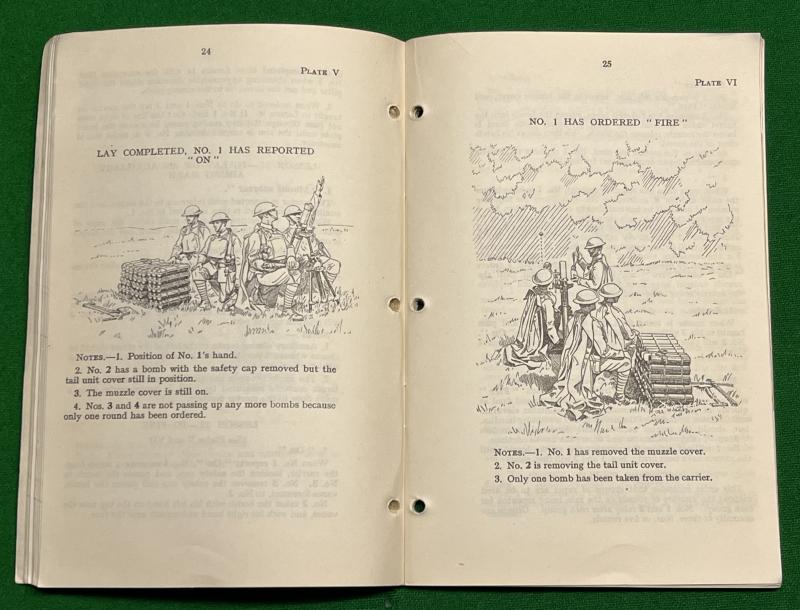 24
PLATE V
LAY COMPLETED, NO. 1 HAS REPORTED
"ON"
NOTES.—1. Position of No. 1's hand.
2. No. 2 has a bomb with the safety cap removed but the
tail unit cover still in position.
3. The muzzle cover is still on.
4. Nos. 3 and 4 are not passing up any more bombs because
only one round has been ordered.
25
PLATE VI
NO. 1 HAS ORDERED "FIRE"
NOTES.—1. No. 1 has removed the muzzle cover.
2. No. 2 is removing the tail unit cover.
3. Only one bomb has been taken from the carrier.